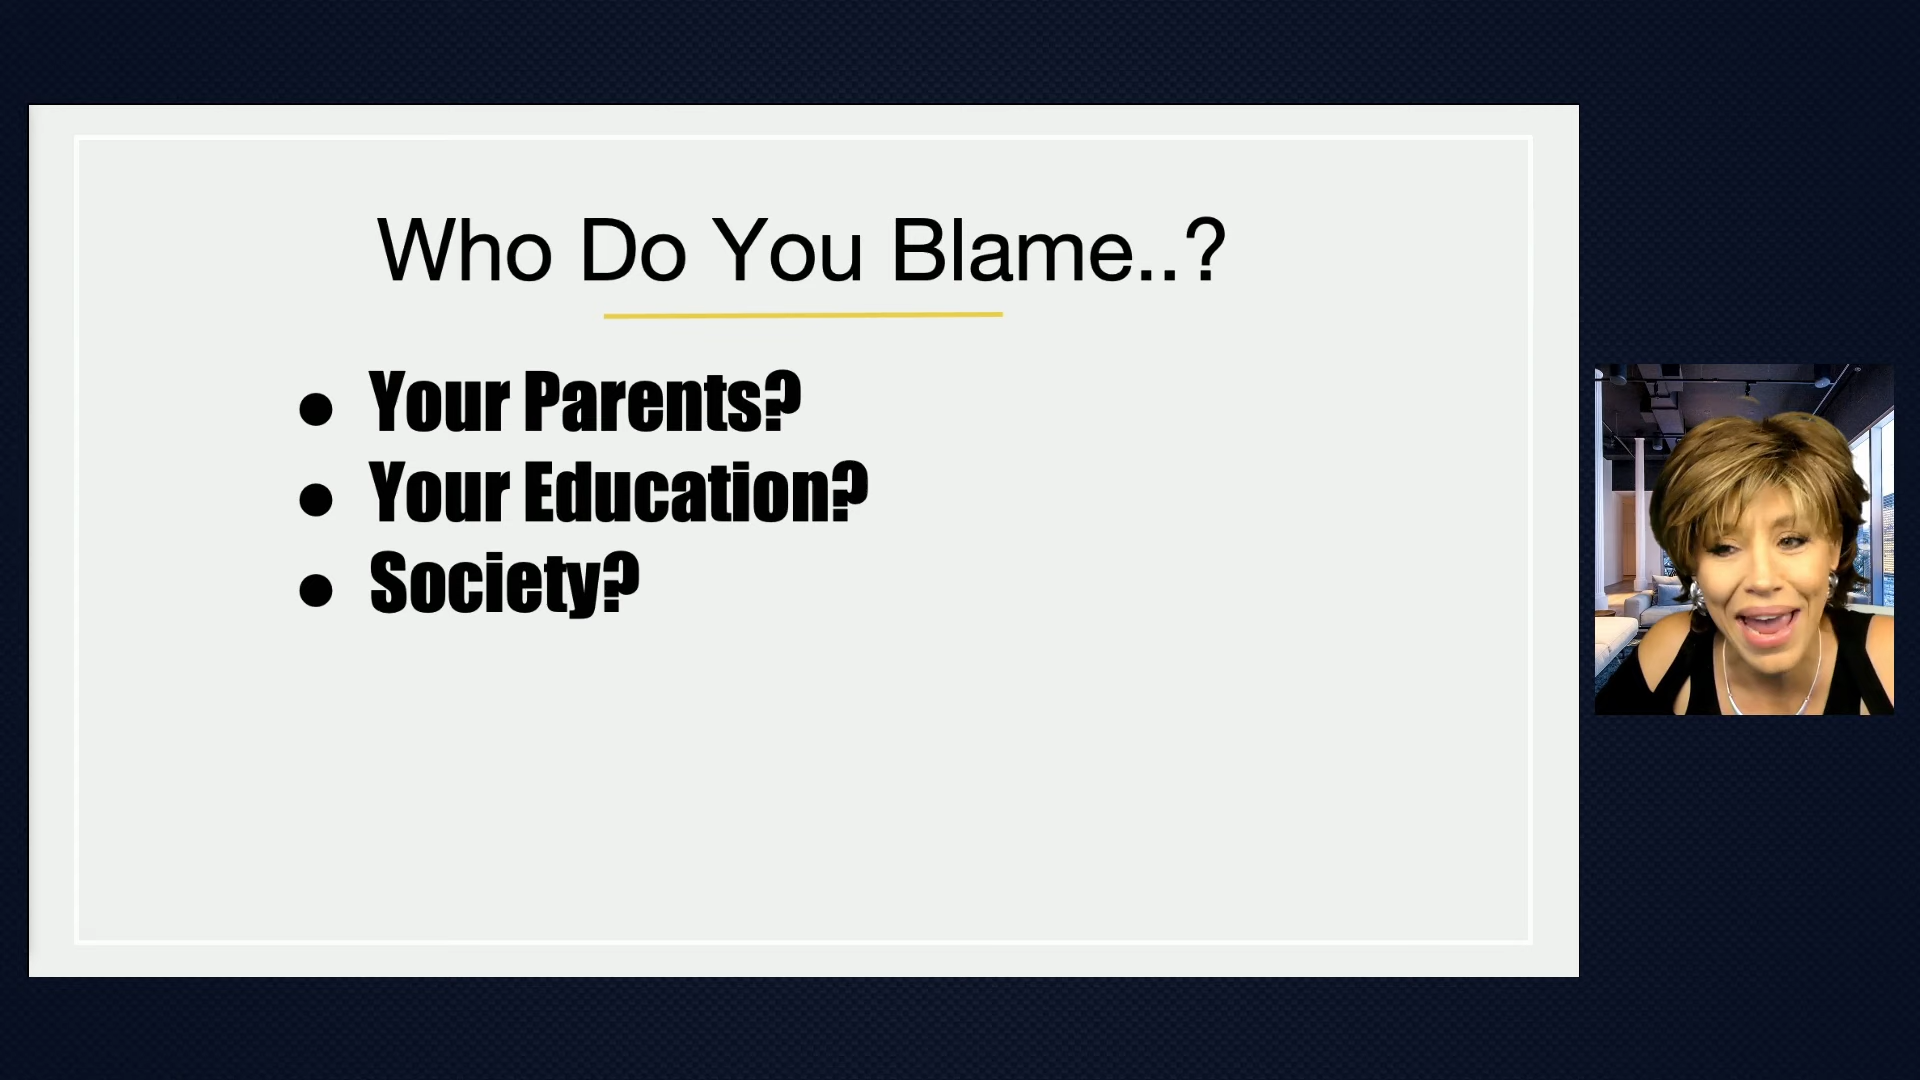 Who Do You Blame..?
● Your Parents?
● Your Education?
● Society?